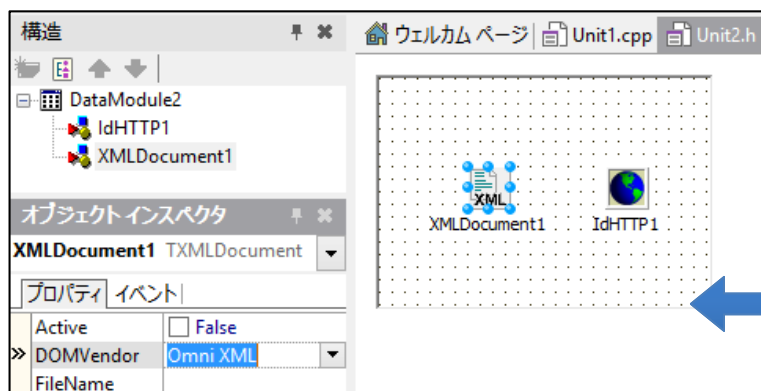 構造
DataModule2
IdHTTP1
XMLDocument1
オブジェクト インスペクタ
XMLDocument1 TXMLDocument
プロパティ イベント
Active False
DOMVendor Omni XML
FileName
ウェルカム ページ Unit1.cpp Unit2.h
XML
XMLDocument1 IdHTTP1